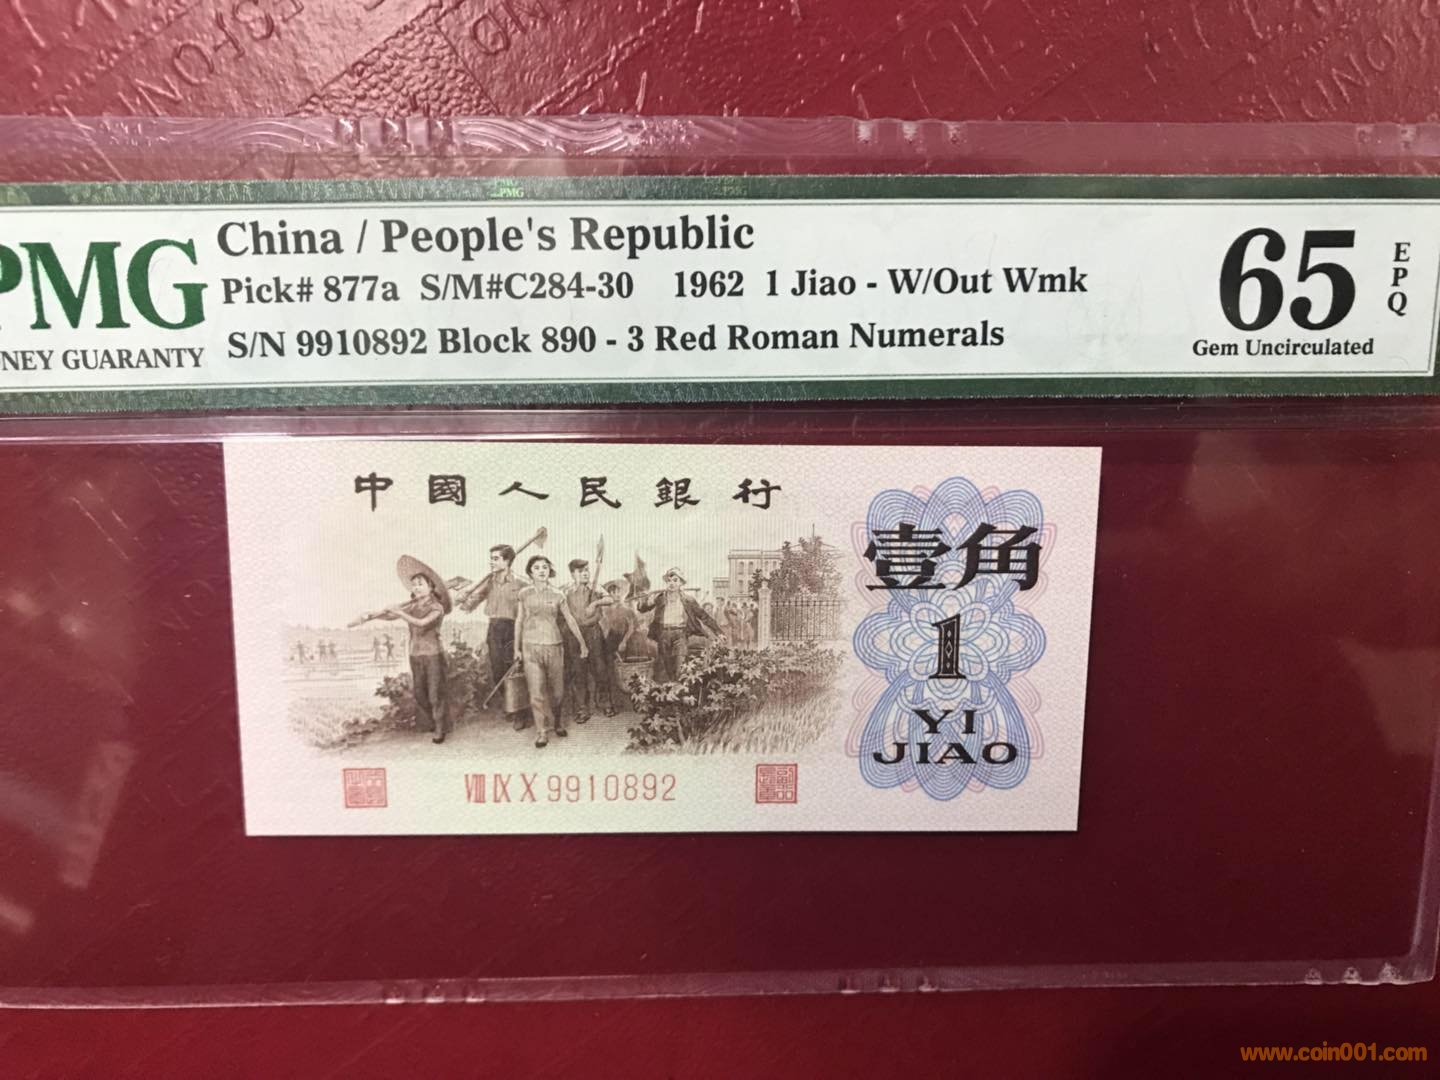 PMG
NEY GUARANTY
China / People's Republic
Pick# 877a S/M#C284-30 1962 1 Jiao - W/Out Wmk
S/N 9910892 Block 890 - 3 Red Roman Numerals
65
EPQ
Gem Uncirculated
中國人民銀行
壹角
1
YI
JIAO
VIII IX X 9910892
www.coin001.com